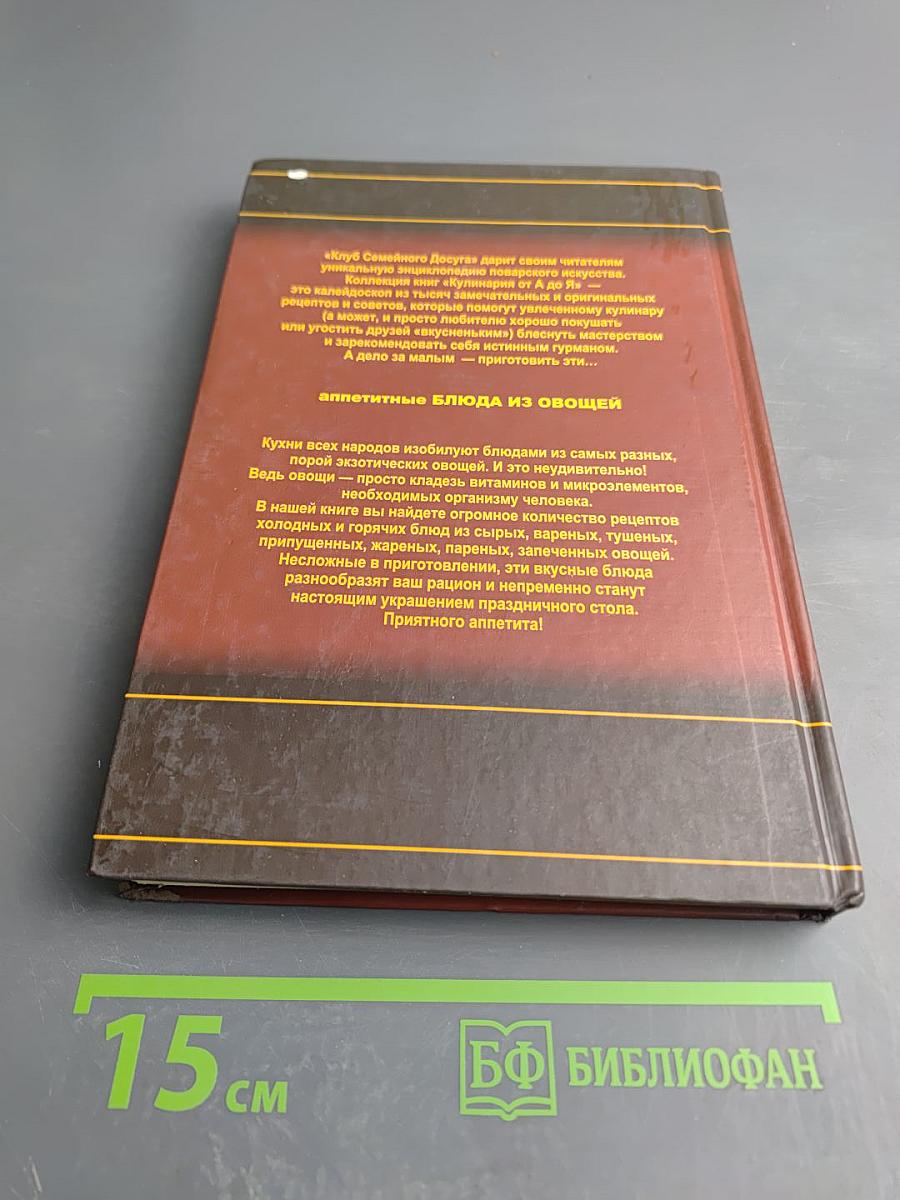 «Клуб Семейного Досуга» дарит своим читателям
уникальную энциклопедию поварского искусства.
Коллекция книг «Кулинария от А до Я» —
это калейдоскоп из тысяч замечательных и оригинальных
рецептов и советов, которые помогут увлеченному кулинару
(а может, и просто любителю хорошо покушать
или угостить друзей «вкусненьким») блеснуть мастерством
и зарекомендовать себя истинным гурманом.
А дело за малым — приготовить эти...
аппетитные БЛЮДА ИЗ ОВОЩЕЙ
Кухни всех народов изобилуют блюдами из самых разных,
порой экзотических овощей. И это неудивительно!
Ведь овощи — просто кладезь витаминов и микроэлементов,
необходимых организму человека.
В нашей книге вы найдете огромное количество рецептов
холодных и горячих блюд из сырых, вареных, тушеных,
припущенных, жареных, пареных, запеченных овощей.
Несложные в приготовлении, эти вкусные блюда
разнообразят ваш рацион и непременно станут
настоящим украшением праздничного стола.
Приятного аппетита!
15 см
БФ БИБЛИОФАН